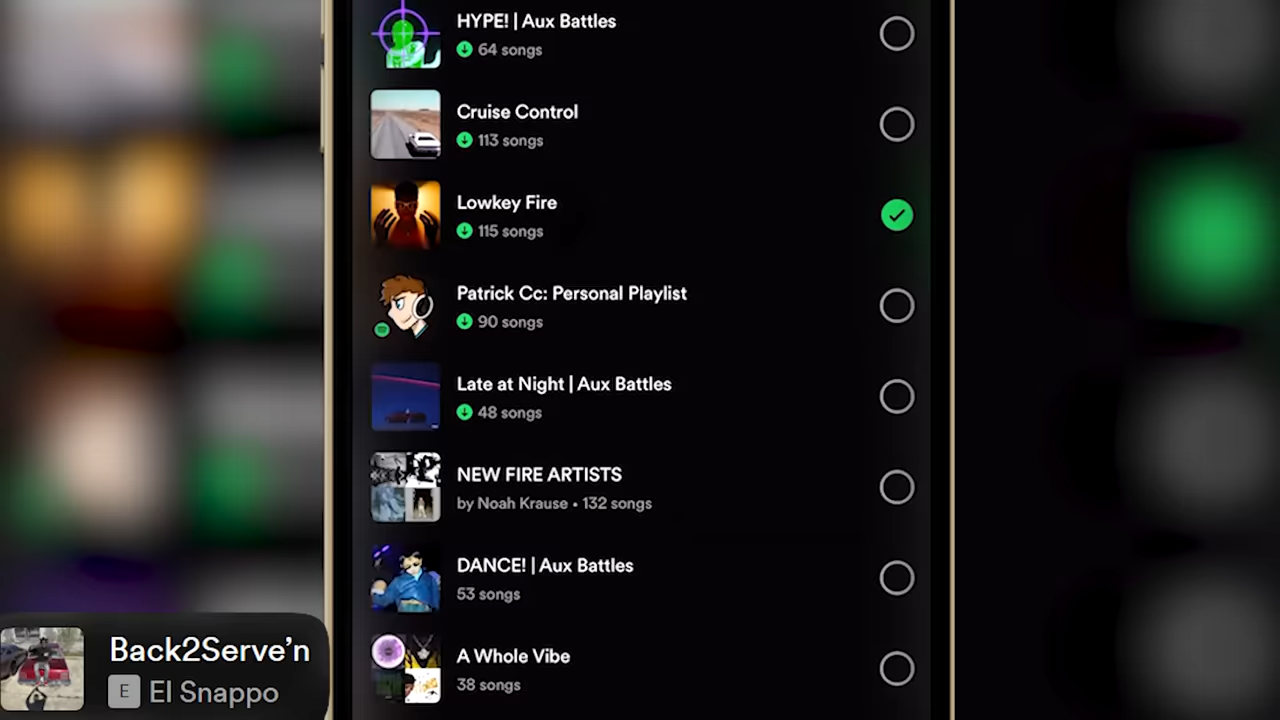 HYPE! | Aux Battles
64 songs
Cruise Control
113 songs
Lowkey Fire
115 songs
Patrick Cc: Personal Playlist
90 songs
Late at Night | Aux Battles
48 songs
NEW FIRE ARTISTS
by Noah Krause • 132 songs
DANCE! | Aux Battles
53 songs
A Whole Vibe
38 songs
Back2Serve’n
E El Snappo